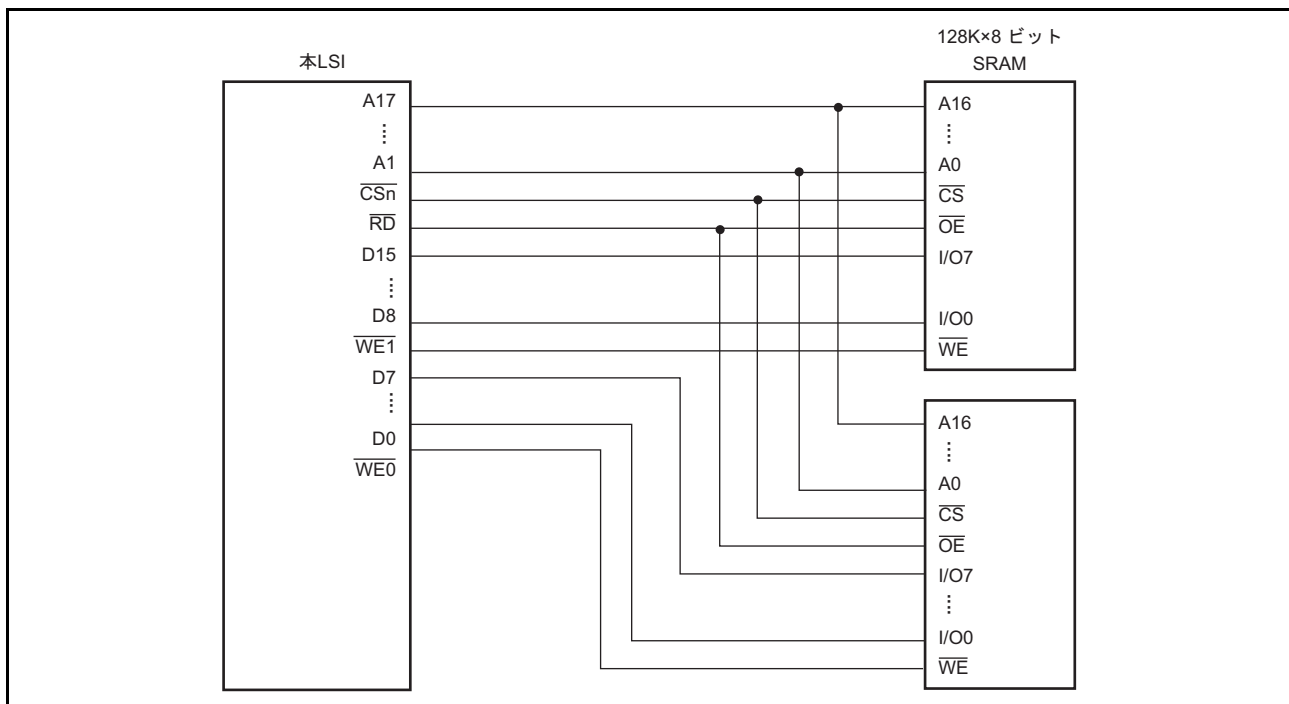 本LSI
A17
⋮
A1
CSn
RD
D15
⋮
D8
WE1
D7
⋮
D0
WE0
128K×8 ビット
SRAM
A16
⋮
A0
CS
OE
I/O7
I/O0
WE
A16
⋮
A0
CS
OE
I/O7
⋮
I/O0
WE